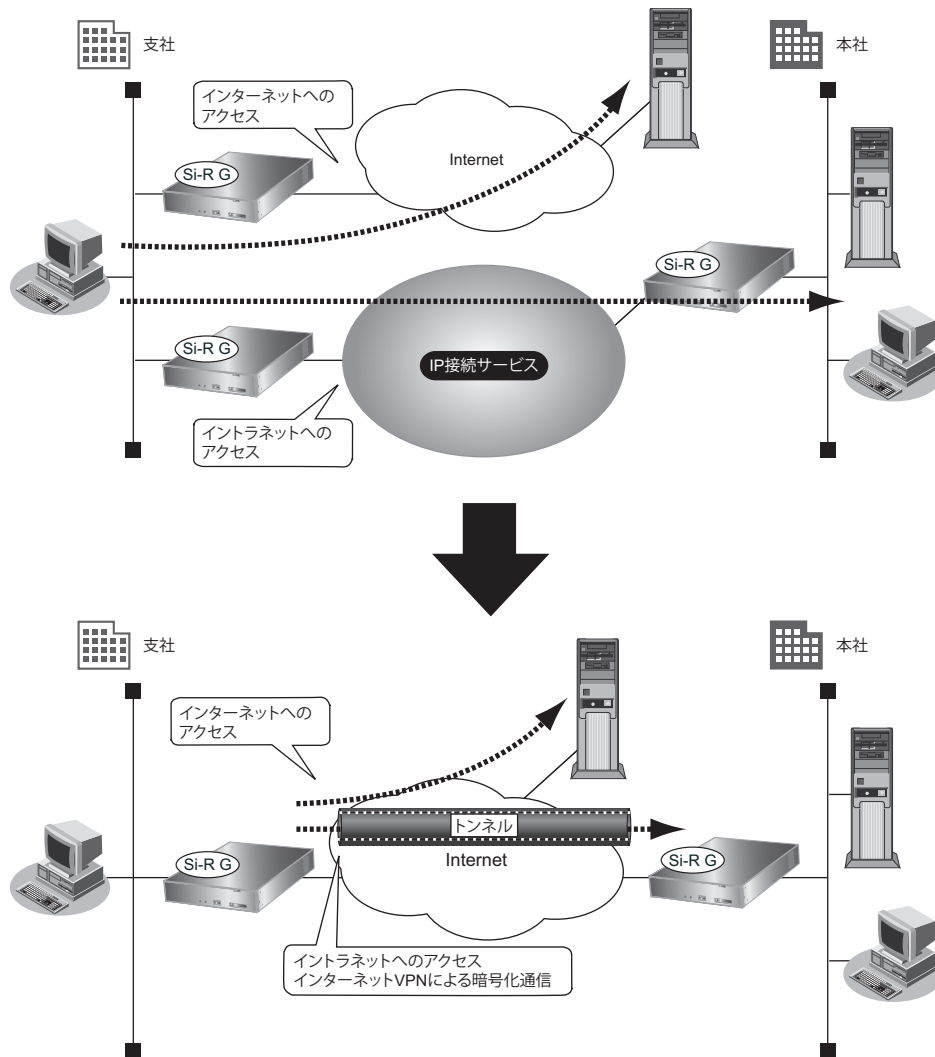 支社
本社
インターネットへの
アクセス
Internet
Si-R G
Si-R G
Si-R G
IP接続サービス
イントラネットへの
アクセス
支社
本社
インターネットへの
アクセス
トンネル
Internet
Si-R G
Si-R G
イントラネットへのアクセス
インターネットVPNによる暗号化通信